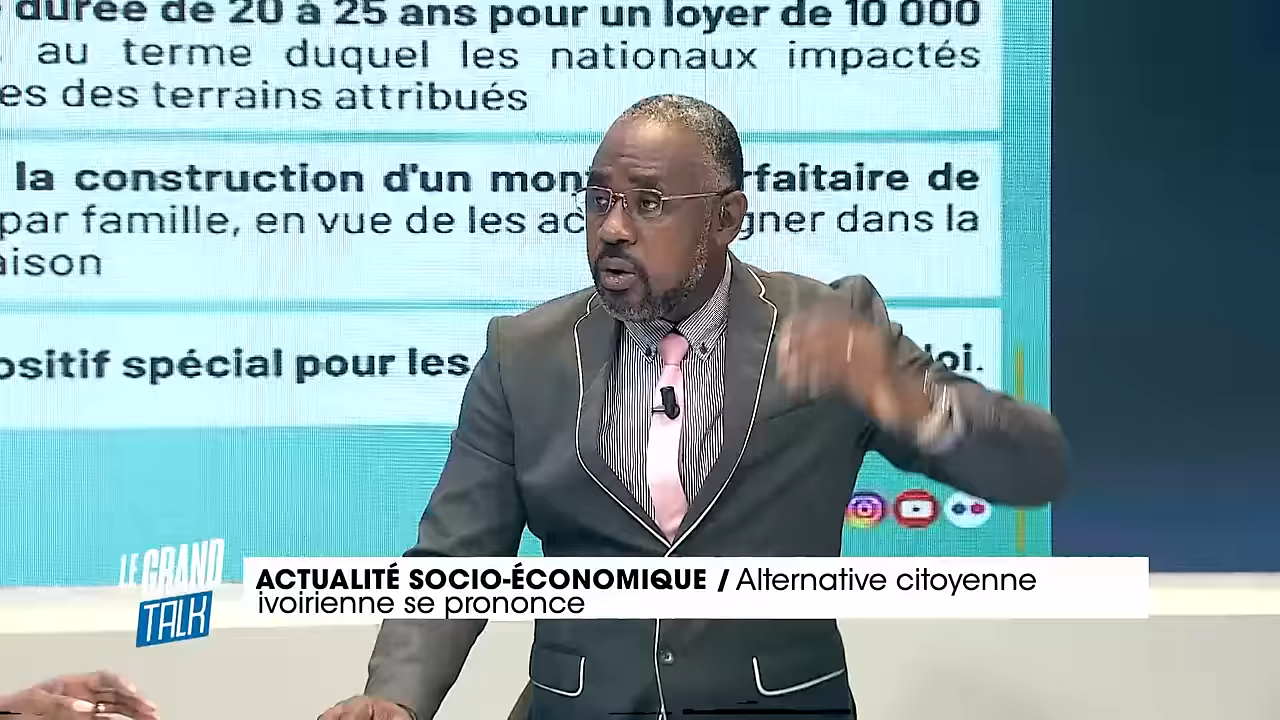 durée de 20 à 25 ans pour un loyer de 10 000
au terme duquel les nationaux impactés
es des terrains attribués
la construction d'un mon rfaitaire de
par famille, en vue de les ac gner dans la
aison
ositif spécial pour les loi.
LE GRAND
TALK
ACTUALITÉ SOCIO-ÉCONOMIQUE / Alternative citoyenne
ivoirienne se prononce